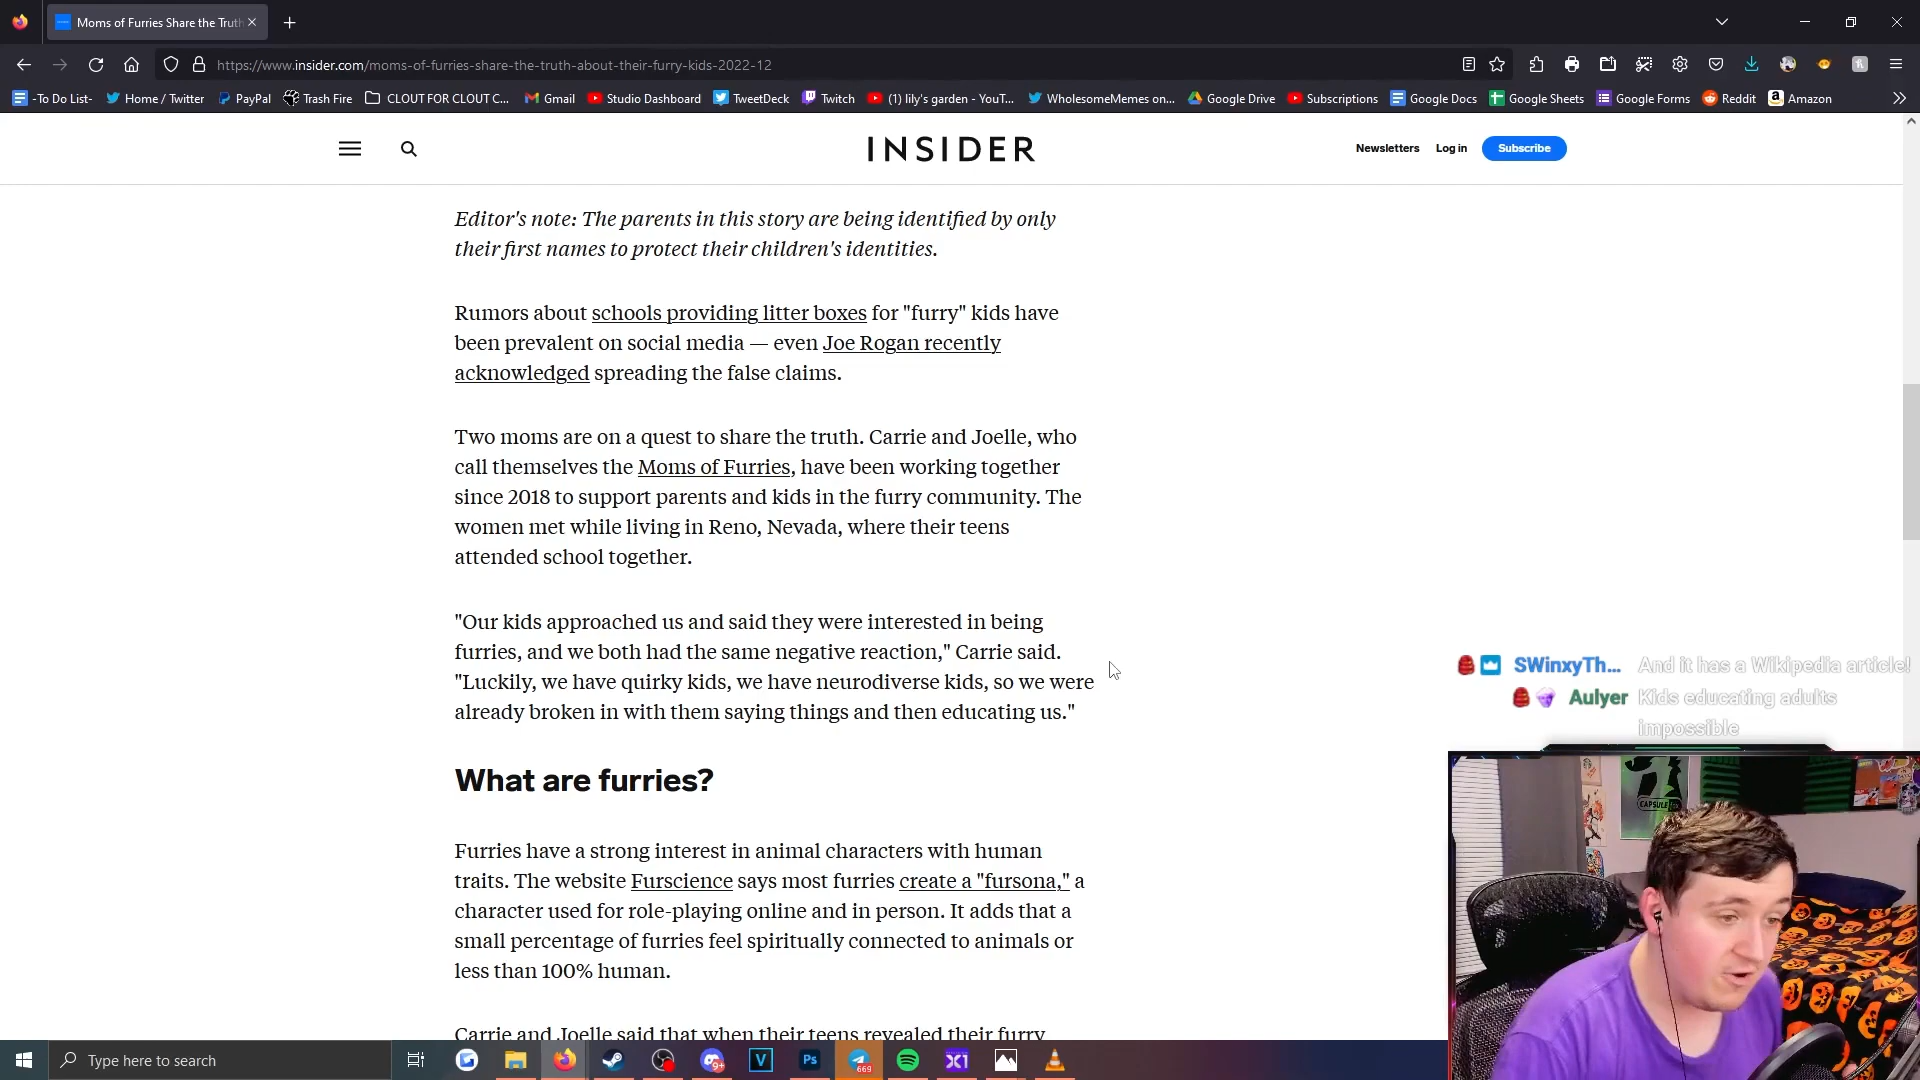 Moms of Furries Share the Truth
https://www.insider.com/moms-of-furries-share-the-truth-about-their-furry-kids-2022-12
-To Do List-
Home / Twitter
PayPal
Trash Fire
CLOUT FOR CLOUT C...
Gmail
Studio Dashboard
TweetDeck
Twitch
(1) lily's garden - YouT...
WholesomeMemes on...
Google Drive
Subscriptions
Google Docs
Google Sheets
Google Forms
Reddit
Amazon
INSIDER
Newsletters
Log in
Subscribe
Editor's note: The parents in this story are being identified by only
their first names to protect their children's identities.
Rumors about schools providing litter boxes for "furry" kids have
been prevalent on social media — even Joe Rogan recently
acknowledged spreading the false claims.
Two moms are on a quest to share the truth. Carrie and Joelle, who
call themselves the Moms of Furries, have been working together
since 2018 to support parents and kids in the furry community. The
women met while living in Reno, Nevada, where their teens
attended school together.
"Our kids approached us and said they were interested in being
furries, and we both had the same negative reaction," Carrie said.
"Luckily, we have quirky kids, we have neurodiverse kids, so we were
already broken in with them saying things and then educating us."
What are furries?
Furries have a strong interest in animal characters with human
traits. The website Furscience says most furries create a "fursona," a
character used for role-playing online and in person. It adds that a
small percentage of furries feel spiritually connected to animals or
less than 100% human.
Carrie and Joelle said that when their teens revealed their furry
SWinxyTh... And it has a Wikipedia article!
Aulyer Kids educating adults
impossible
CAPSULE
Type here to search
9+
V
Ps
669